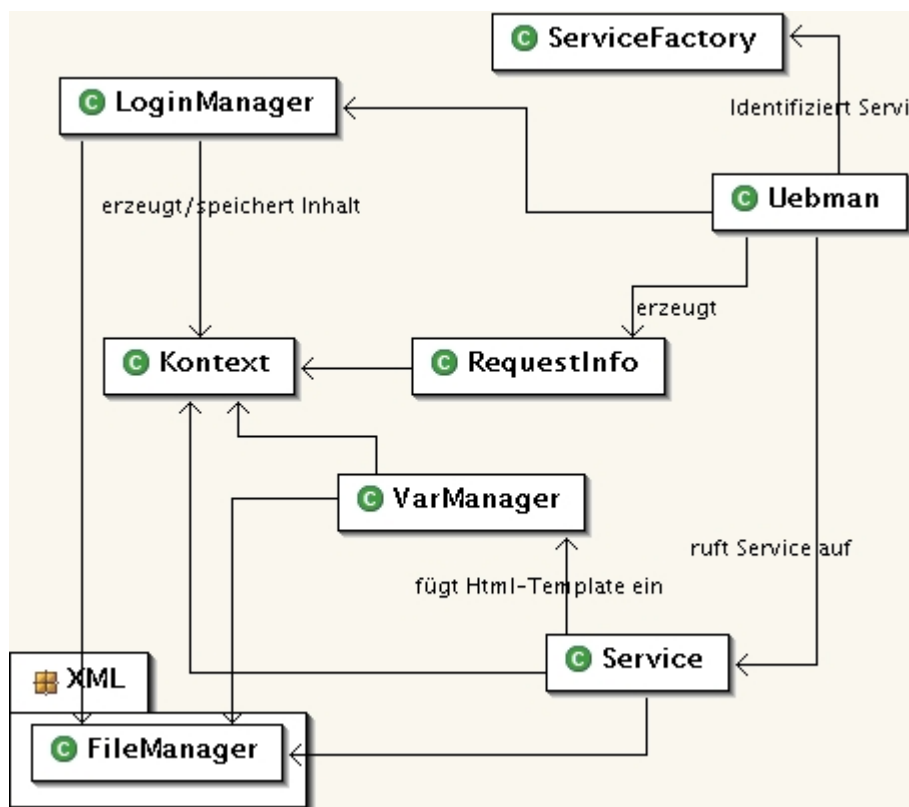 ServiceFactory
LoginManager
Identifiziert Servi
Uebman
erzeugt/speichert Inhalt
erzeugt
Kontext
RequestInfo
VarManager
ruft Service auf
fügt Html-Template ein
Service
XML
FileManager